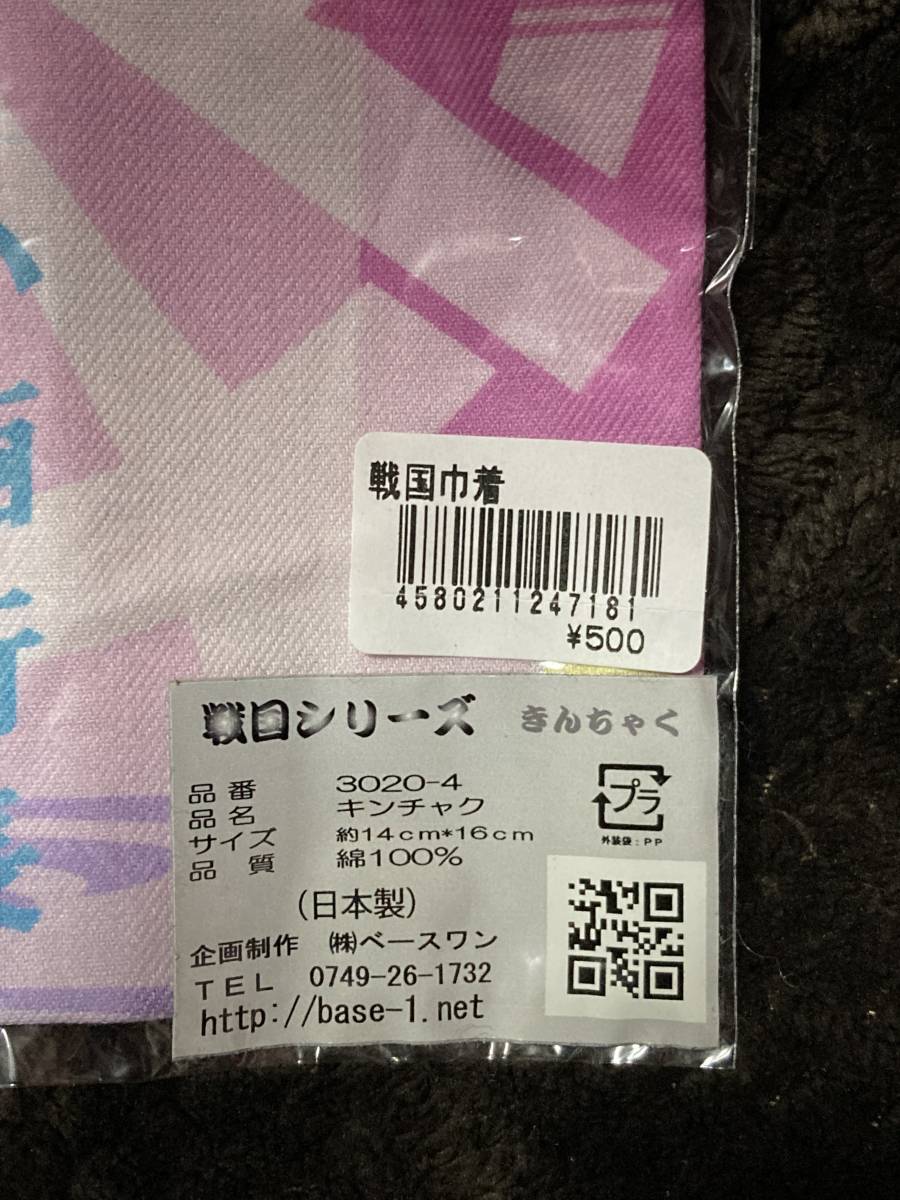 戦国巾着
4580211247181
¥500
戦国シリーズ きんちゃく
品番 3020-4
品名 キンチャク
サイズ 約14cm*16cm
品質 綿100%
(日本製)
企画制作 ㈱ベースワン
TEL 0749-26-1732
http://base-1.net
プラ
外装袋:PP